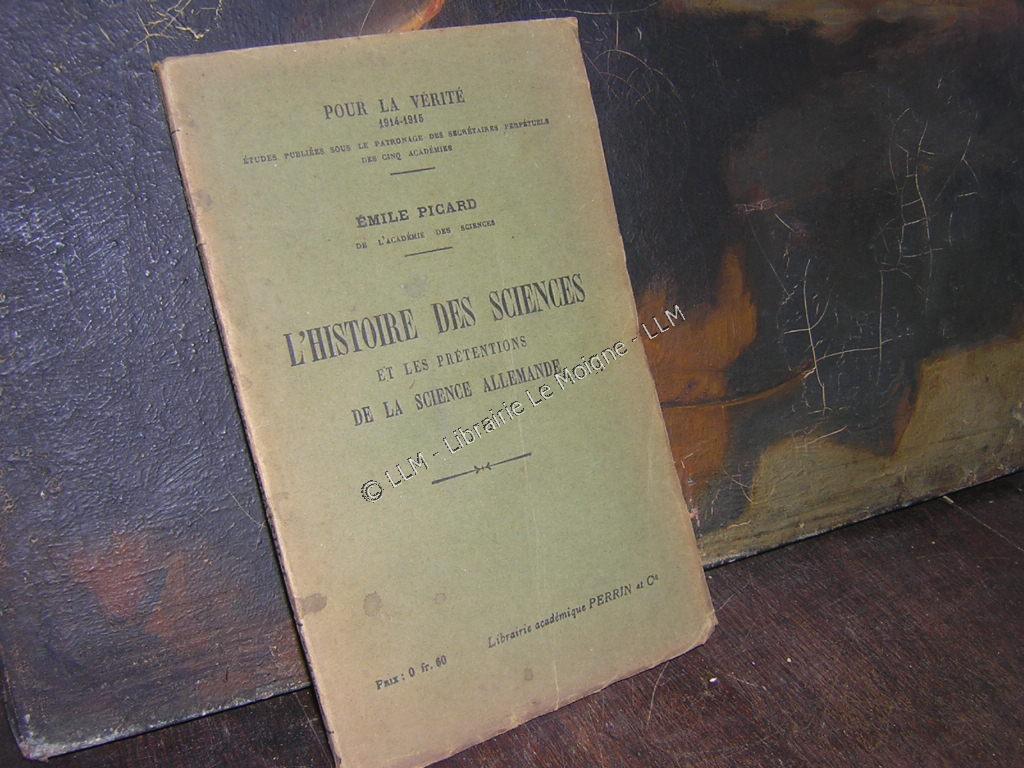 POUR LA VÉRITÉ
1914-1915
ÉTUDES PUBLIÉES SOUS LE PATRONAGE DES SECRÉTAIRES PERPÉTUELS
DES CINQ ACADÉMIES
ÉMILE PICARD
DE L'ACADÉMIE DES SCIENCES
L'HISTOIRE DES SCIENCES
ET LES PRÉTENTIONS
DE LA SCIENCE ALLEMANDE
© LLM - Librairie Le Moigne - LLM
Librairie académique PERRIN et Cie
PRIX : 0 fr. 60